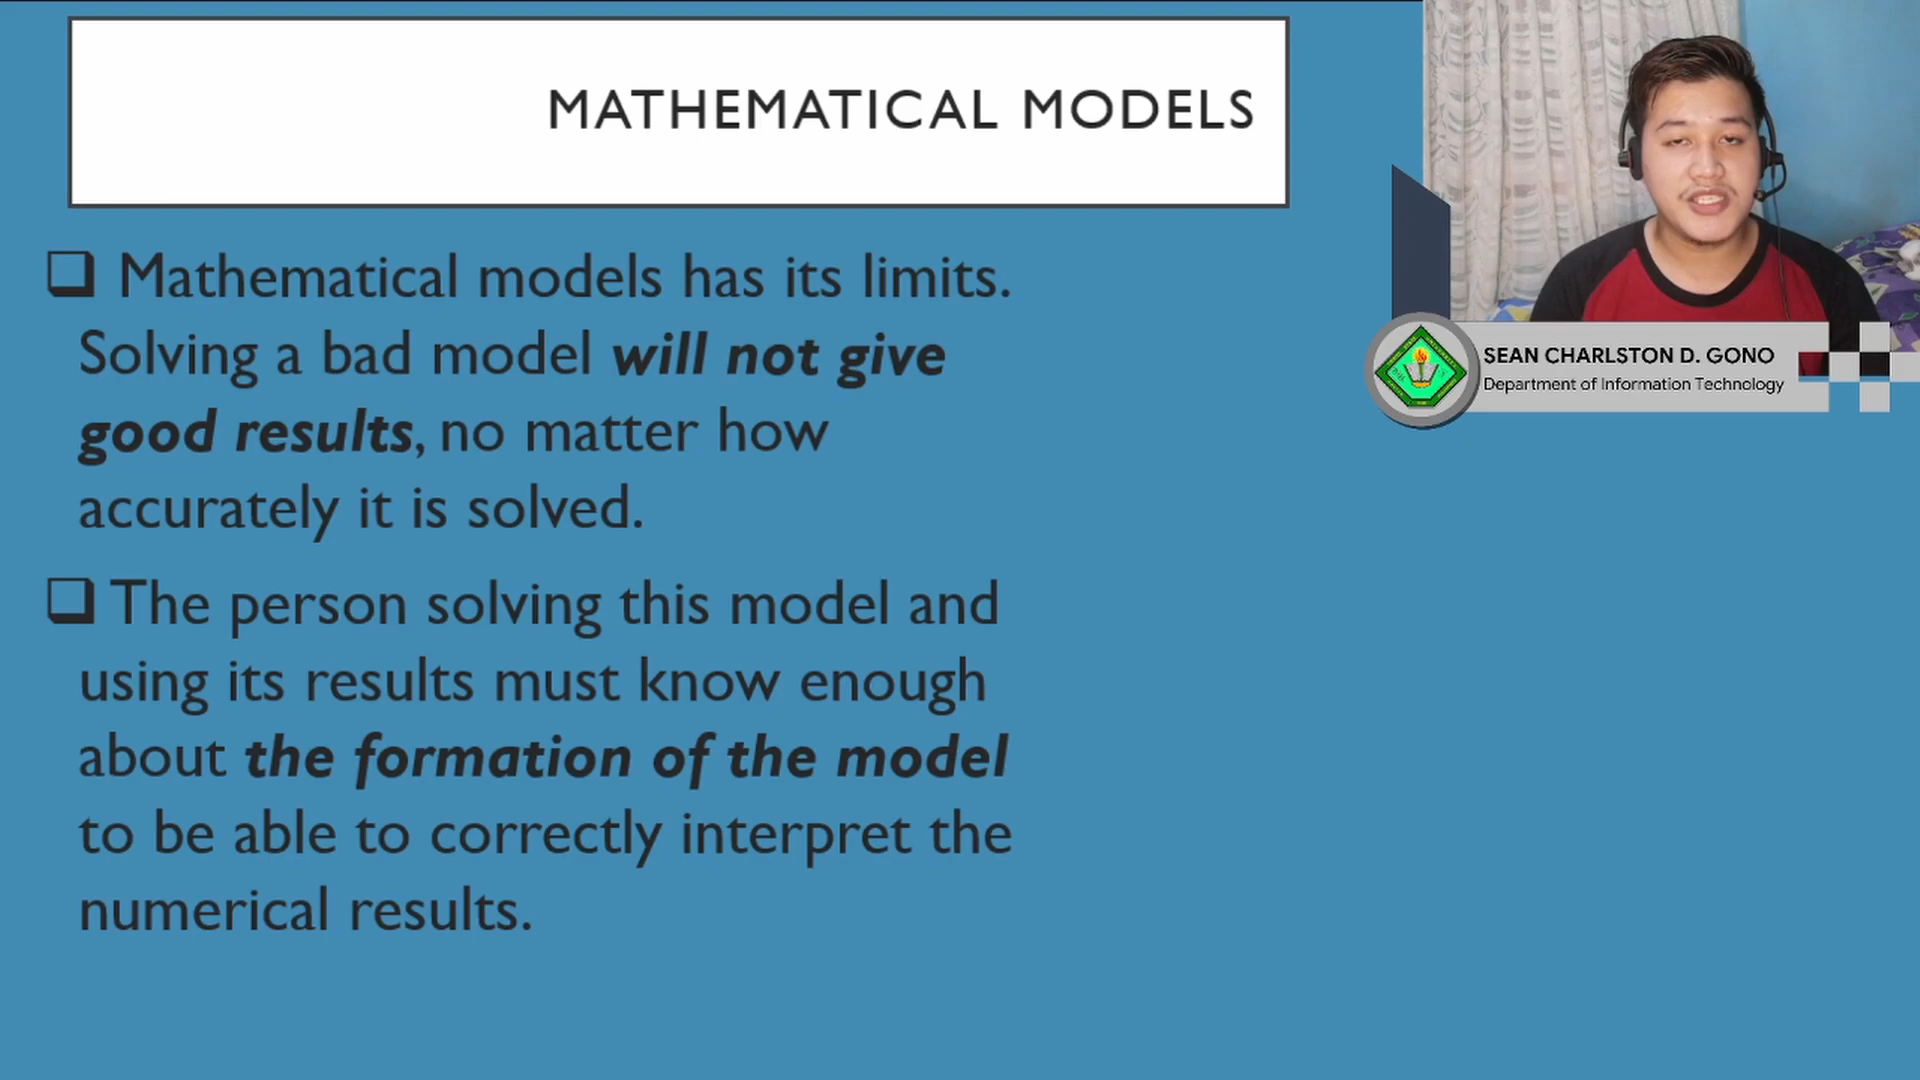 MATHEMATICAL MODELS
Mathematical models has its limits.
Solving a bad model will not give
good results, no matter how
accurately it is solved.
The person solving this model and
using its results must know enough
about the formation of the model
to be able to correctly interpret the
numerical results.
SEAN CHARLSTON D. GONO
Department of Information Technology